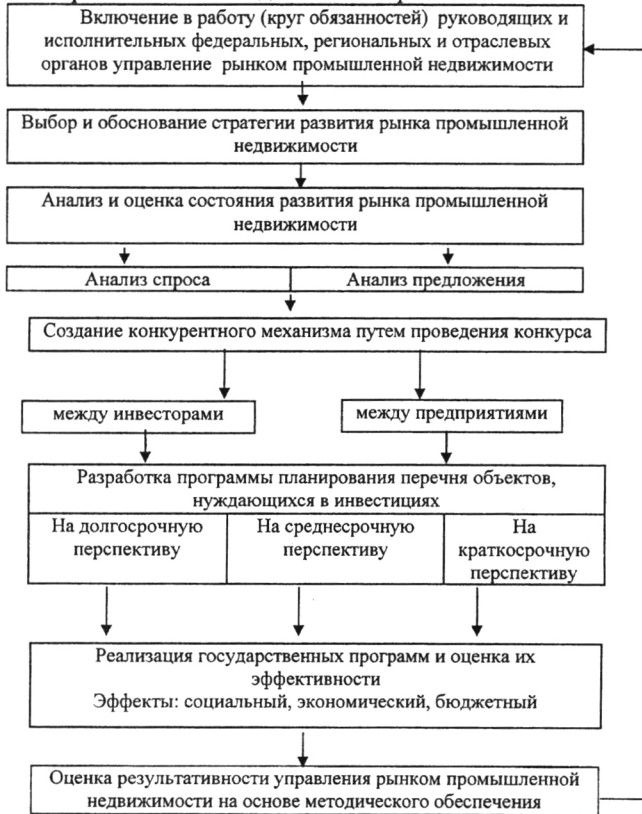 Включение в работу (круг обязанностей) руководящих и
исполнительных федеральных, региональных и отраслевых
органов управление рынком промышленной недвижимости
Выбор и обоснование стратегии развития рынка промышленной
недвижимости
Анализ и оценка состояния развития рынка промышленной
недвижимости
Анализ спроса
Анализ предложения
Создание конкурентного механизма путем проведения конкурса
между инвесторами
между предприятиями
Разработка программы планирования перечня объектов,
нуждающихся в инвестициях
На долгосрочную
перспективу
На среднесрочную
перспективу
На
краткосрочную
перспективу
Реализация государственных программ и оценка их
эффективности
Эффекты: социальный, экономический, бюджетный
Оценка результативности управления рынком промышленной
недвижимости на основе методического обеспечения